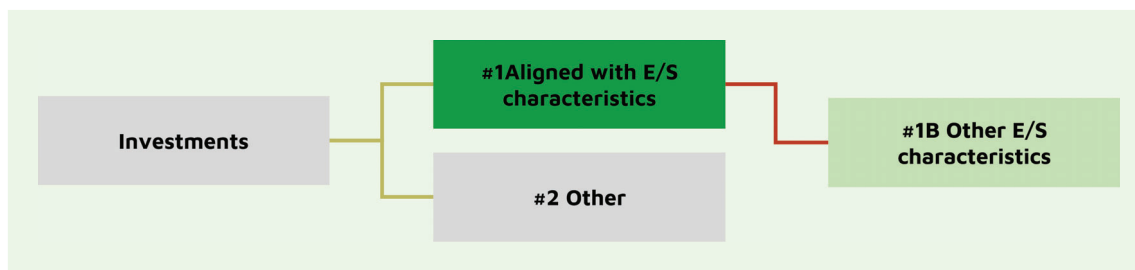 Investments
#1Aligned with E/S
characteristics
#2 Other
#1B Other E/S
characteristics